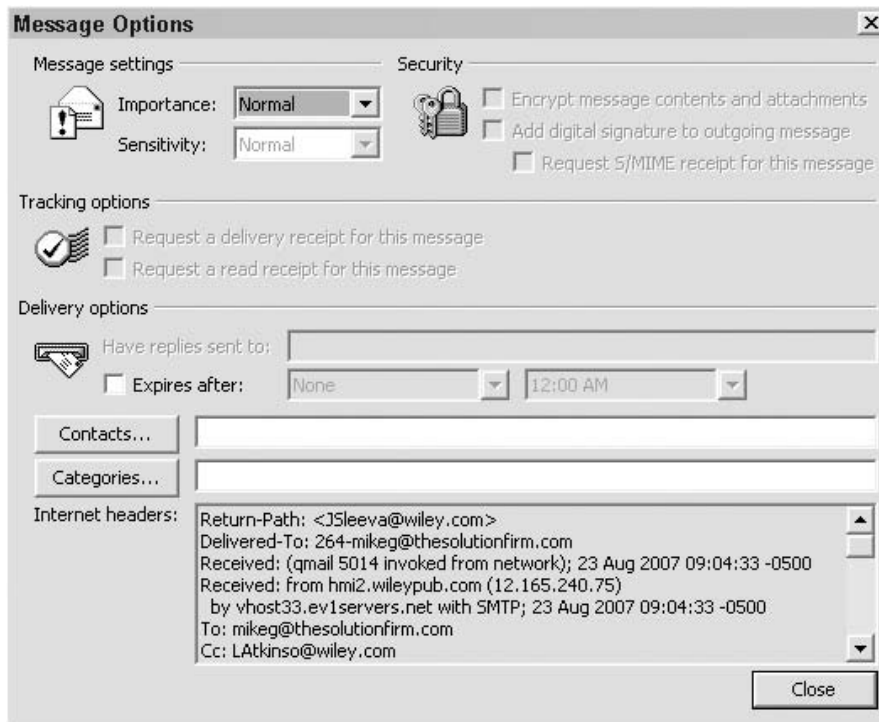 Message Options
Message settings
Security
Importance: Normal
Encrypt message contents and attachments
Sensitivity: Normal
Add digital signature to outgoing message
Request S/MIME receipt for this message
Tracking options
Request a delivery receipt for this message
Request a read receipt for this message
Delivery options
Have replies sent to:
Expires after: None 12:00 AM
Contacts...
Categories...
Internet headers:
Return-Path: <JSleeva@wiley.com>
Delivered-To: 264-mikeg@thesolutionfirm.com
Received: (qmail 5014 invoked from network); 23 Aug 2007 09:04:33 -0500
Received: from hmi2.wileypub.com (12.165.240.75)
by vhost33.ev1servers.net with SMTP; 23 Aug 2007 09:04:33 -0500
To: mikeg@thesolutionfirm.com
Cc: LAtkinso@wiley.com
Close